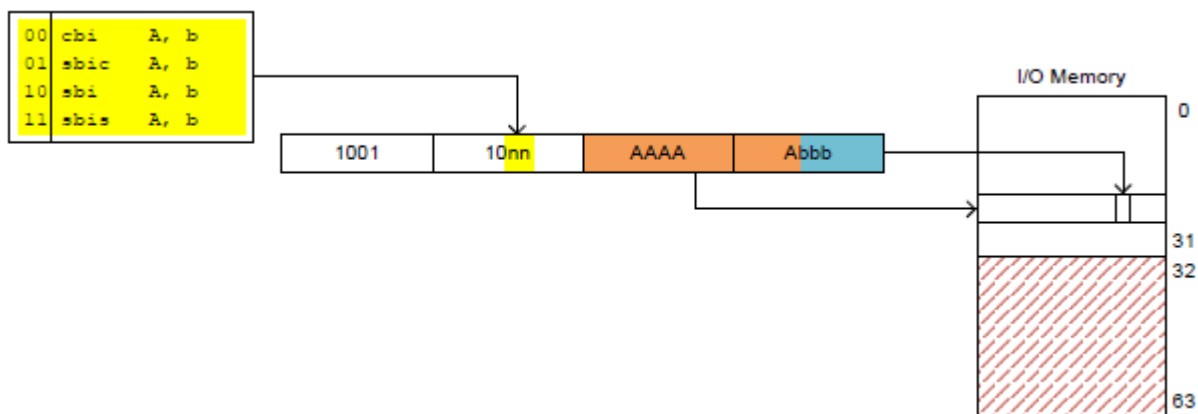 00 cbi A, b
01 sbic A, b
10 sbi A, b
11 sbis A, b
I/O Memory
0
1001 10nn AAAA Abbb
31
32
63